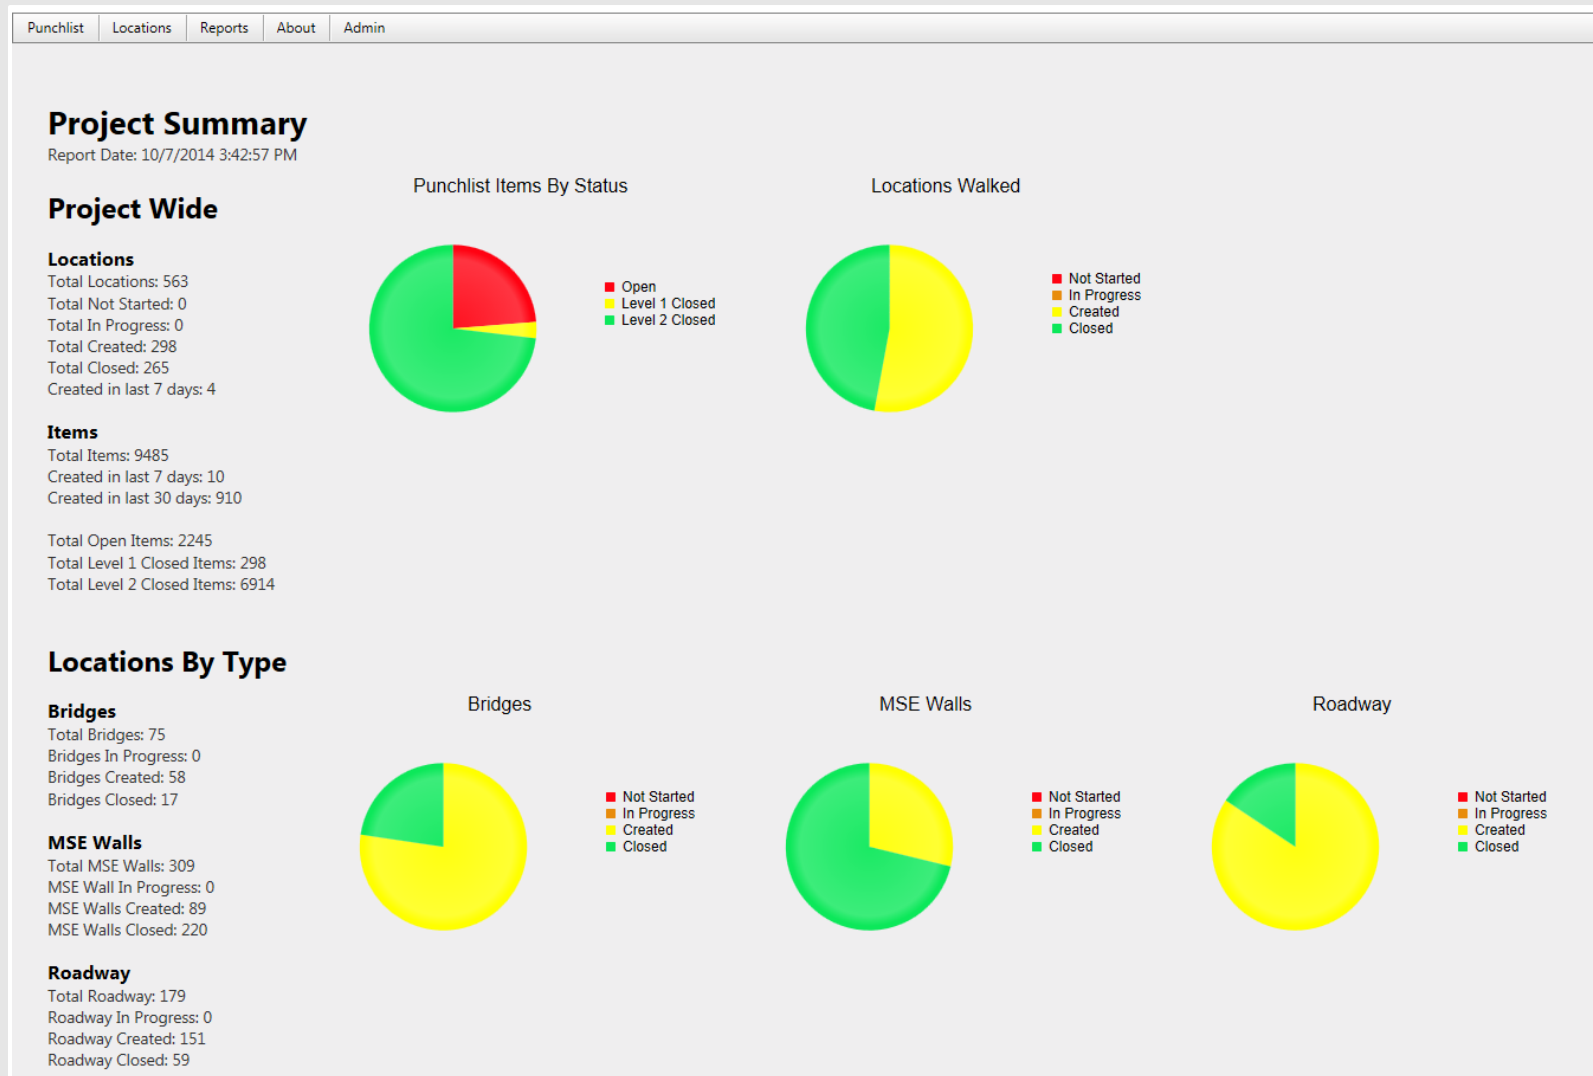 Punchlist Locations Reports About Admin
Project Summary
Report Date: 10/7/2014 3:42:57 PM
Project Wide
Locations
Total Locations: 563
Total Not Started: 0
Total In Progress: 0
Total Created: 298
Total Closed: 265
Created in last 7 days: 4
Items
Total Items: 9485
Created in last 7 days: 10
Created in last 30 days: 910
Total Open Items: 2245
Total Level 1 Closed Items: 298
Total Level 2 Closed Items: 6914
Punchlist Items By Status
Open
Level 1 Closed
Level 2 Closed
Locations Walked
Not Started
In Progress
Created
Closed
Locations By Type
Bridges
Total Bridges: 75
Bridges In Progress: 0
Bridges Created: 58
Bridges Closed: 17
MSE Walls
Total MSE Walls: 309
MSE Wall In Progress: 0
MSE Walls Created: 89
MSE Walls Closed: 220
Roadway
Total Roadway: 179
Roadway In Progress: 0
Roadway Created: 151
Roadway Closed: 59
Bridges
Not Started
In Progress
Created
Closed
MSE Walls
Not Started
In Progress
Created
Closed
Roadway
Not Started
In Progress
Created
Closed